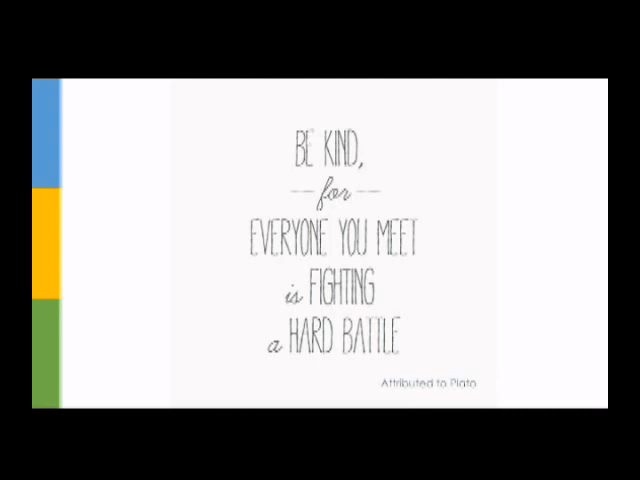 BE KIND,
for
EVERYONE YOU MEET
is FIGHTING
a HARD BATTLE
Attributed to Plato